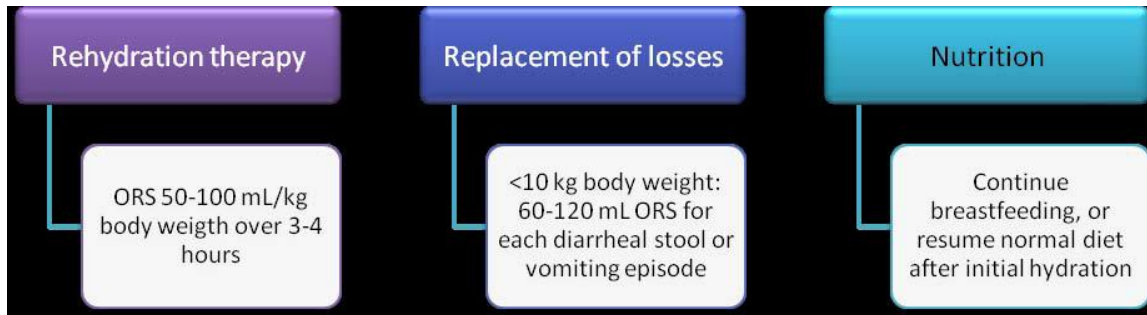 Rehydration therapy
ORS 50-100 mL/kg
body weigth over 3-4
hours
Replacement of losses
<10 kg body weight:
60-120 mL ORS for
each diarrheal stool or
vomiting episode
Nutrition
Continue
breastfeeding, or
resume normal diet
after initial hydration